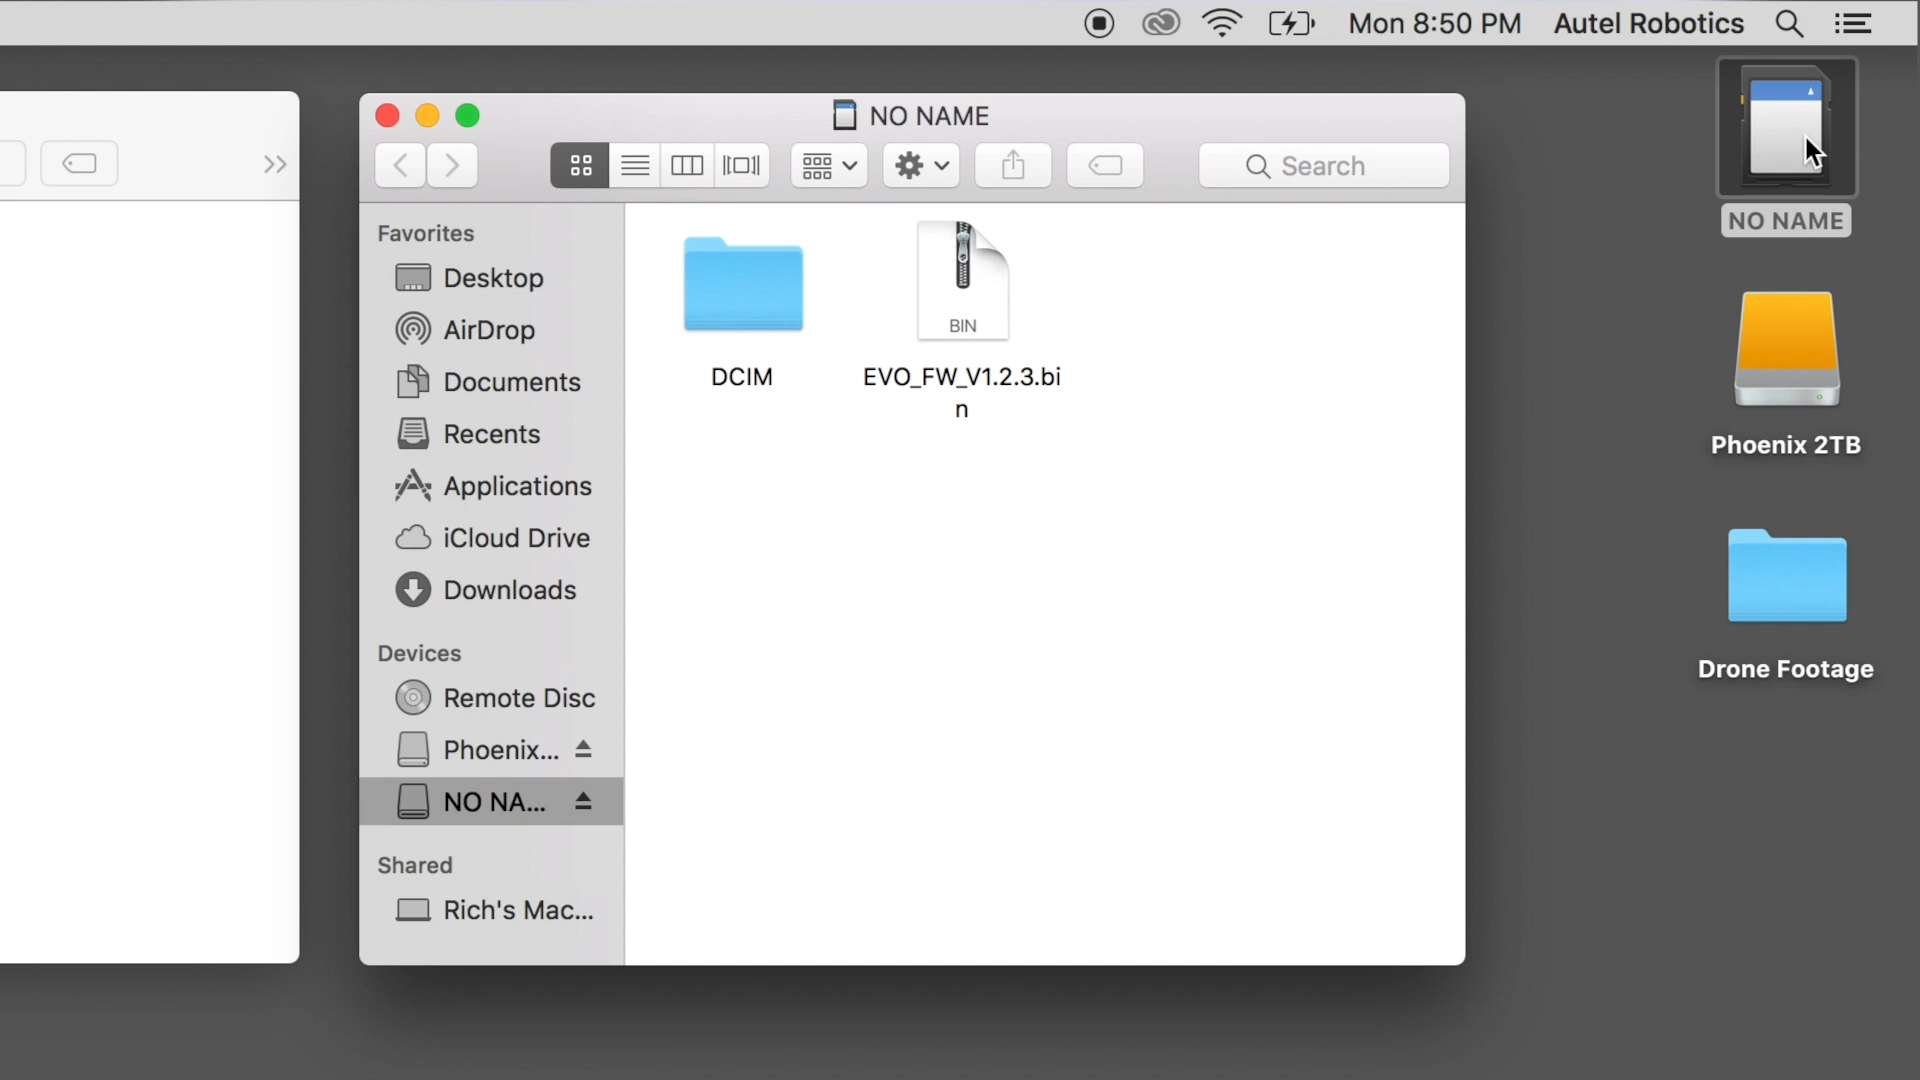 Mon 8:50 PM Autel Robotics
NO NAME
Search
Favorites
Desktop
AirDrop
Documents
Recents
Applications
iCloud Drive
Downloads
Devices
Remote Disc
Phoenix...
NO NA...
Shared
Rich's Mac...
DCIM
BIN
EVO_FW_V1.2.3.bi
n
NO NAME
Phoenix 2TB
Drone Footage